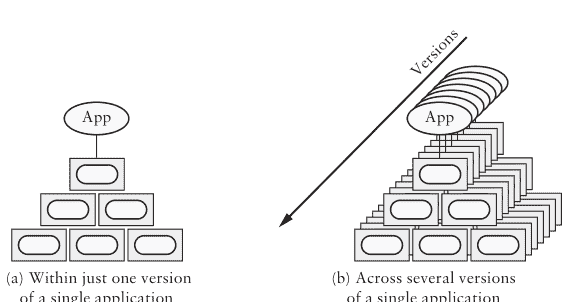 Versions
App
App
(a) Within just one version
of a single application
(b) Across several versions
of a single application